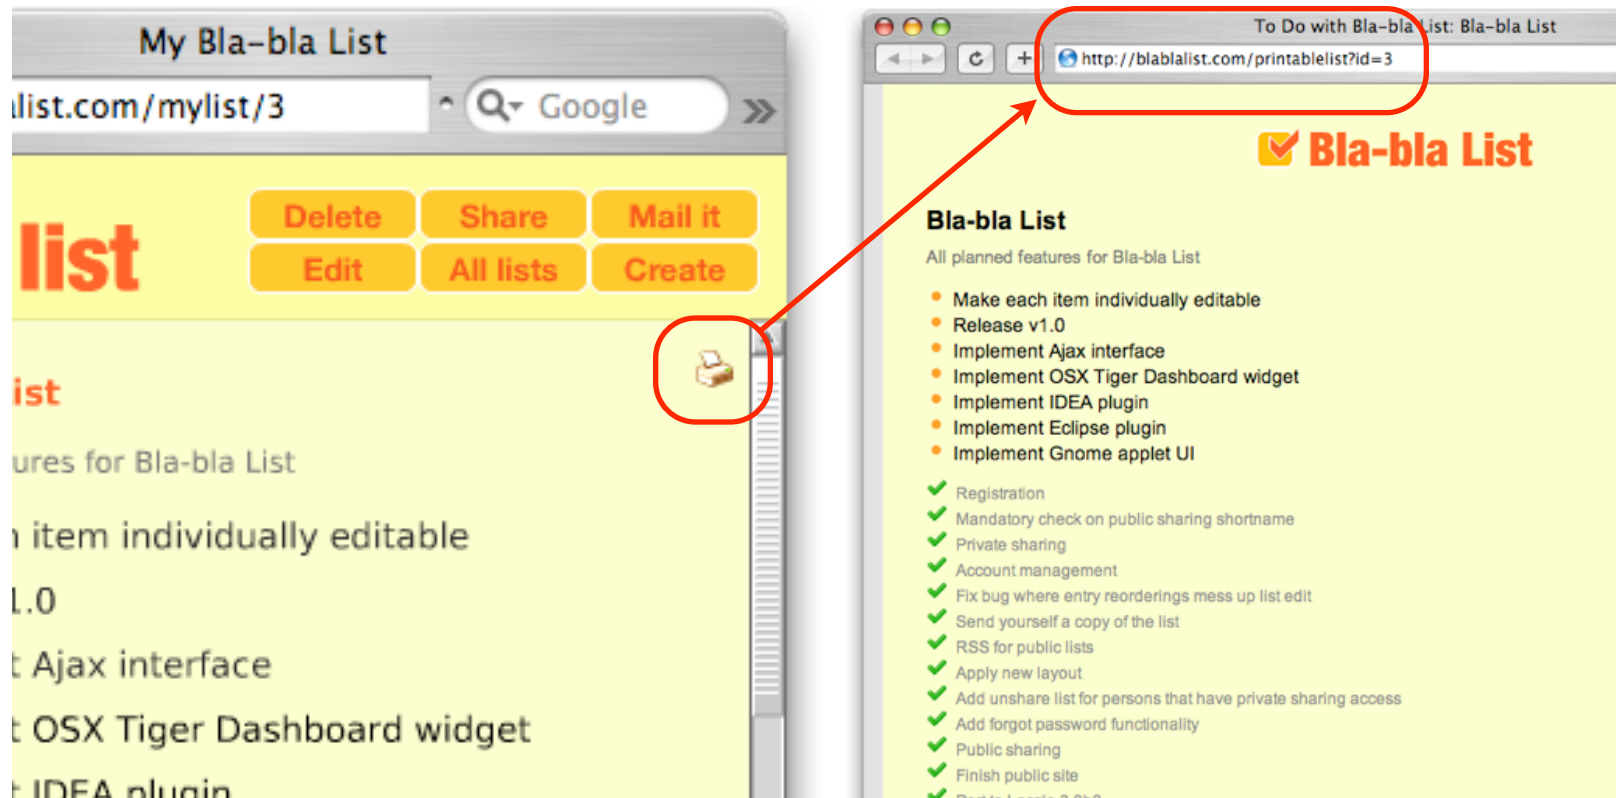 My Bla-bla List
list.com/mylist/3
Google
list
Delete
Share
Mail it
Edit
All lists
Create
ist
ures for Bla-bla List
item individually editable
1.0
t Ajax interface
t OSX Tiger Dashboard widget
t IDEA plugin
To Do with Bla-bla List: Bla-bla List
http://blablalist.com/printablelist?id=3
Bla-bla List
Bla-bla List
All planned features for Bla-bla List
Make each item individually editable
Release v1.0
Implement Ajax interface
Implement OSX Tiger Dashboard widget
Implement IDEA plugin
Implement Eclipse plugin
Implement Gnome applet UI
Registration
Mandatory check on public sharing shortname
Private sharing
Account management
Fix bug where entry reorderings mess up list edit
Send yourself a copy of the list
RSS for public lists
Apply new layout
Add unshare list for persons that have private sharing access
Add forgot password functionality
Public sharing
Finish public site